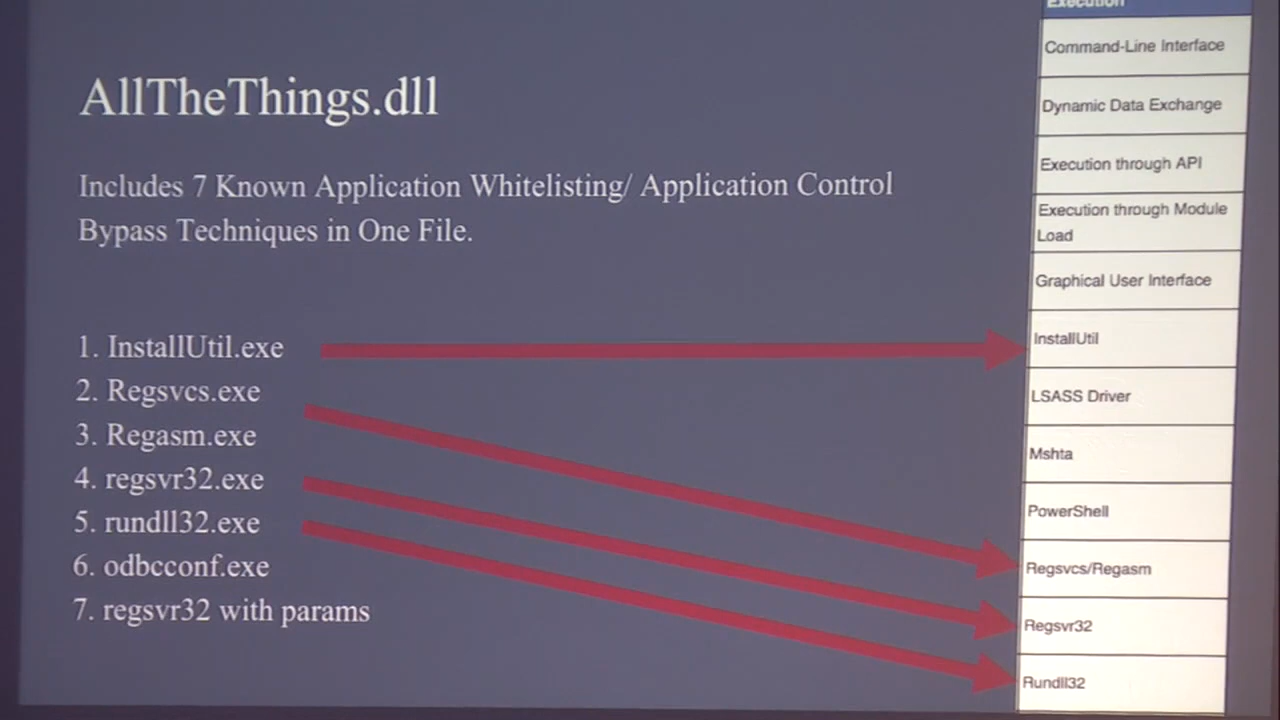 AllTheThings.dll
Includes 7 Known Application Whitelisting/ Application Control
Bypass Techniques in One File.
1. InstallUtil.exe
2. Regsvcs.exe
3. Regasm.exe
4. regsvr32.exe
5. rundll32.exe
6. odbcconf.exe
7. regsvr32 with params
Execution
Command-Line Interface
Dynamic Data Exchange
Execution through API
Execution through Module
Load
Graphical User Interface
InstallUtil
LSASS Driver
Mshta
PowerShell
Regsvcs/Regasm
Regsvr32
Rundll32